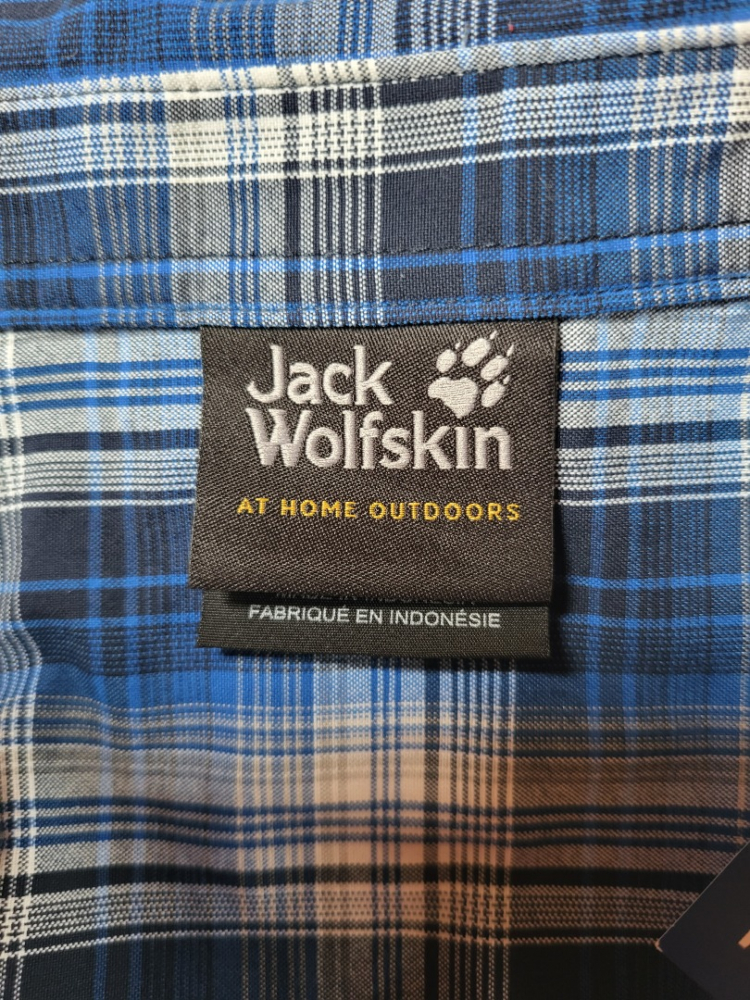 Jack
Wolfskin
AT HOME OUTDOORS
FABRIQUÉ EN INDONÉSIE